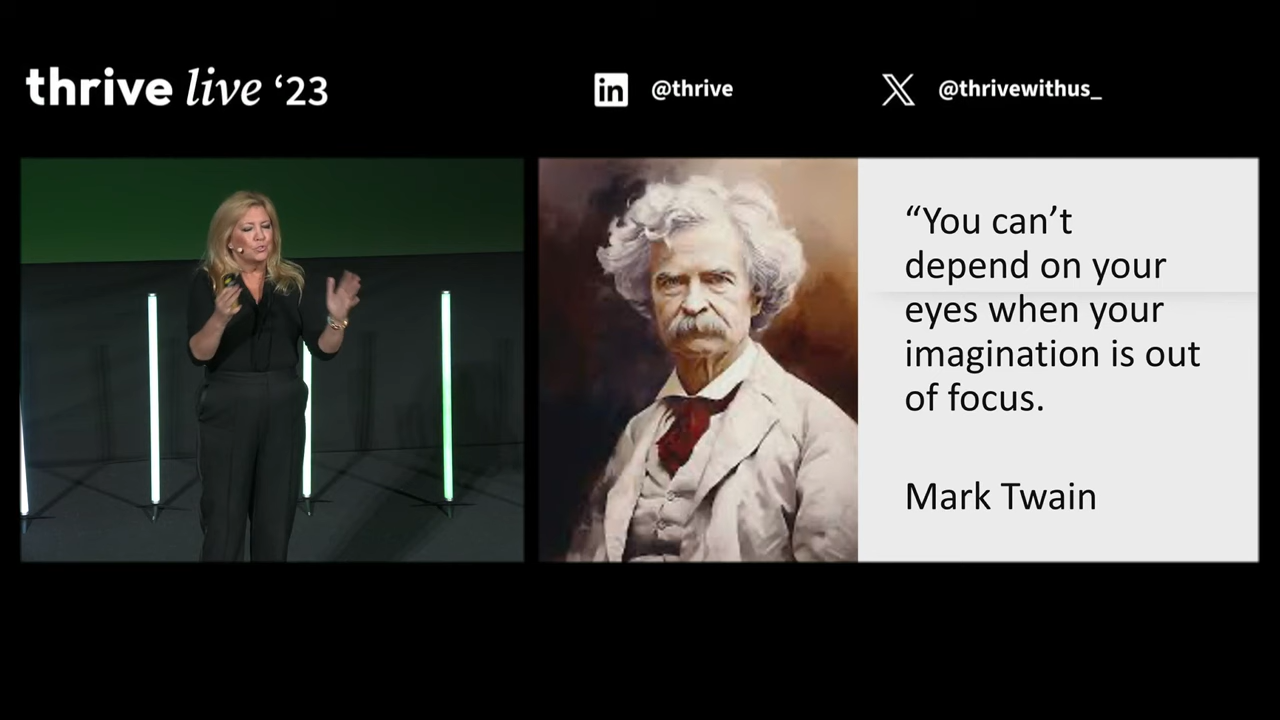 thrive live ‘23
in @thrive
X @thrivewithus_
“You can’t
depend on your
eyes when your
imagination is out
of focus.
Mark Twain